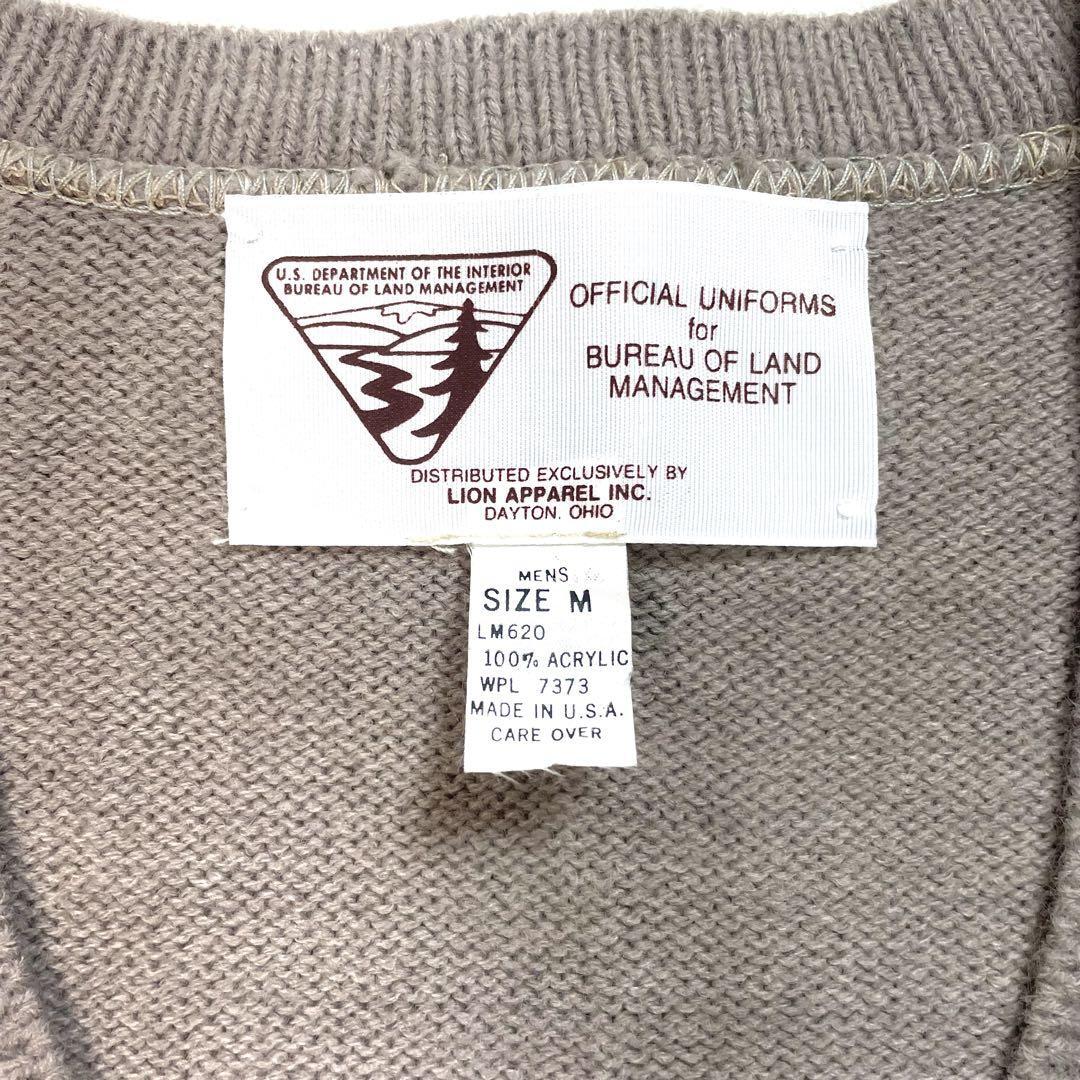 U.S. DEPARTMENT OF THE INTERIOR
BUREAU OF LAND MANAGEMENT
OFFICIAL UNIFORMS
for
BUREAU OF LAND
MANAGEMENT
DISTRIBUTED EXCLUSIVELY BY
LION APPAREL INC.
DAYTON, OHIO
MENS
SIZE M
LM620
100% ACRYLIC
WPL 7373
MADE IN U.S.A.
CARE OVER